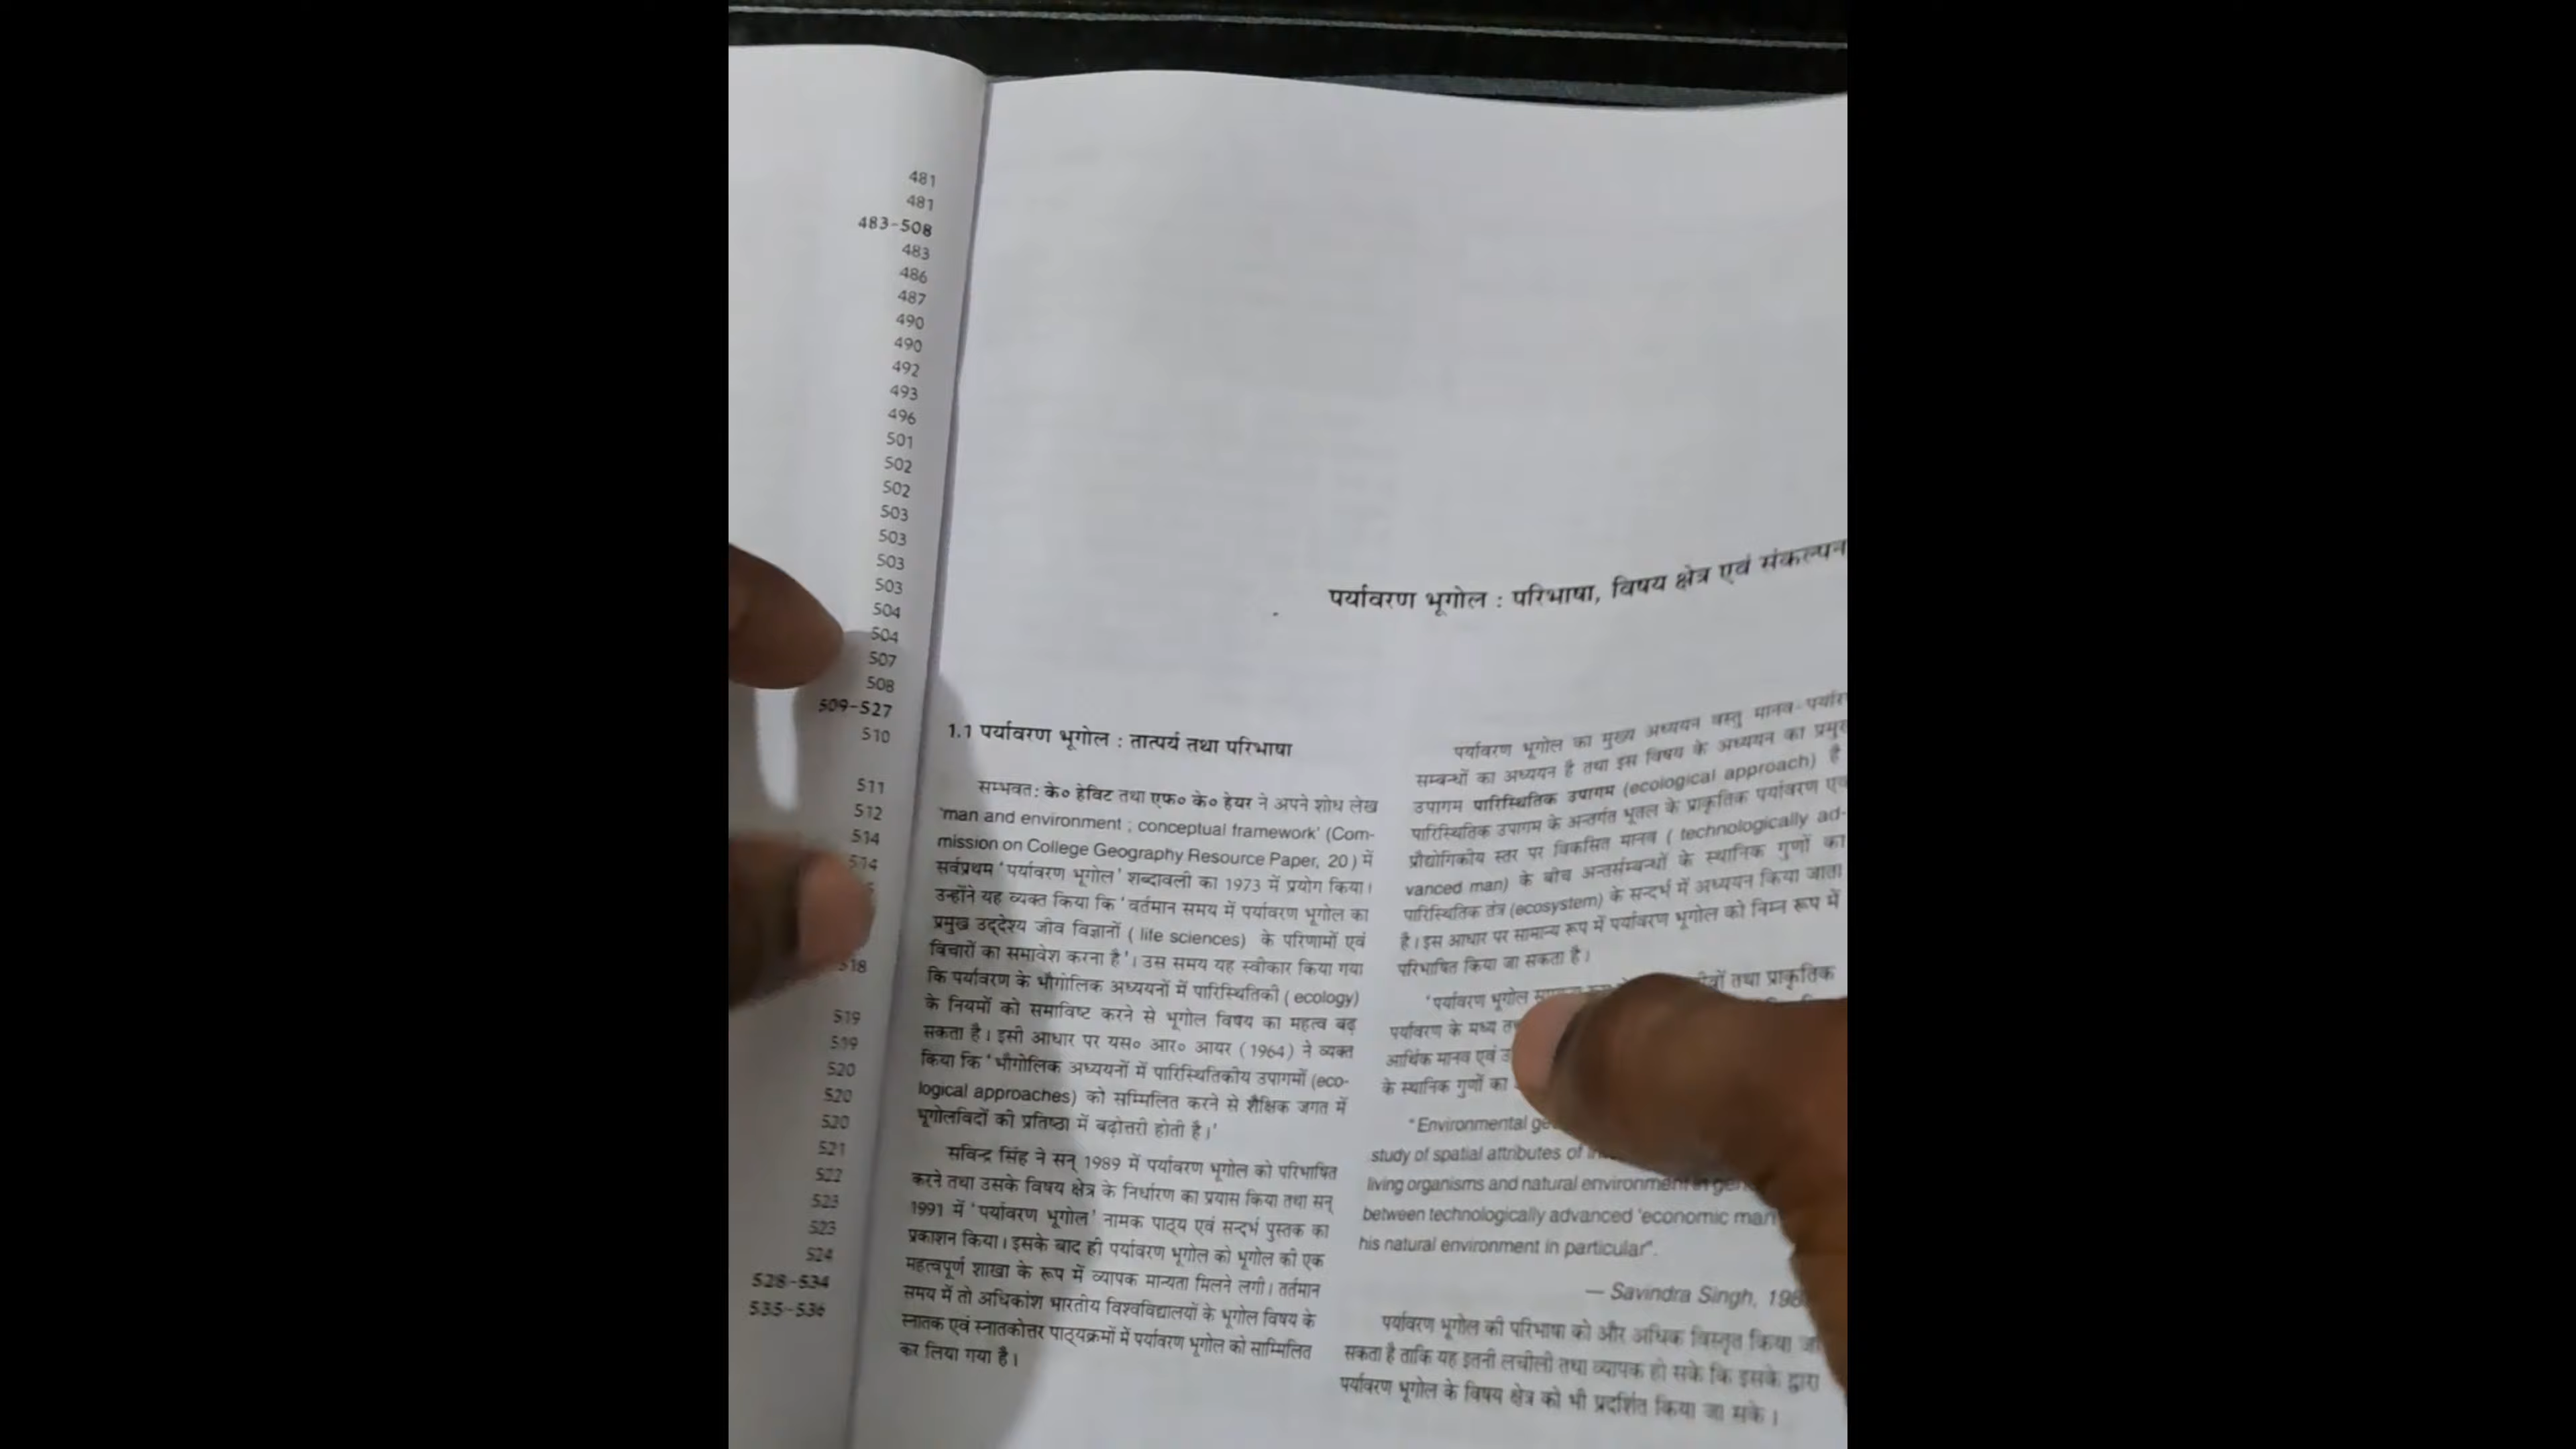 481
481
483-508
483
486
487
490
490
492
493
496
501
502
502
503
503
503
503
504
504
507
508
509-527
510
511
512
514
514
518
519
519
520
520
520
521
522
523
523
524
528-534
535-536
पर्यावरण भूगोल : परिभाषा, विषय क्षेत्र एवं संकल्पन
1.1 पर्यावरण भूगोल : तात्पर्य तथा परिभाषा
सम्भवत: के० हेविट तथा एफ० के० हेयर ने अपने शोध लेख
'man and environment ; conceptual framework' (Com-
mission on College Geography Resource Paper, 20 ) में
सर्वप्रथम 'पर्यावरण भूगोल' शब्दावली का 1973 में प्रयोग किया।
उन्होंने यह व्यक्त किया कि 'वर्तमान समय में पर्यावरण भूगोल का
प्रमुख उद्‌देश्य जीव विज्ञानों ( life sciences) के परिणामों एवं
विचारों का समावेश करना है'। उस समय यह स्वीकार किया गया
कि पर्यावरण के भौगोलिक अध्ययनों में पारिस्थितिकी ( ecology)
के नियमों को समाविष्ट करने से भूगोल विषय का महत्व बढ़
सकता है। इसी आधार पर यस० आर० आयर (1964) ने व्यक्त
किया कि 'भौगोलिक अध्ययनों में पारिस्थितिकीय उपागमों (eco-
logical approaches) को सम्मिलित करने से शैक्षिक जगत में
भूगोलविदों की प्रतिष्ठा में बढ़ोत्तरी होती है।'
सविन्द्र सिंह ने सन् 1989 में पर्यावरण भूगोल को परिभाषित
करने तथा उसके विषय क्षेत्र के निर्धारण का प्रयास किया तथा सन्
1991 में 'पर्यावरण भूगोल' नामक पाठ्य एवं सन्दर्भ पुस्तक का
प्रकाशन किया। इसके बाद ही पर्यावरण भूगोल को भूगोल की एक
महत्वपूर्ण शाखा के रूप में व्यापक मान्यता मिलने लगी। तर्तमान
समय में तो अधिकांश भारतीय विश्वविद्यालयों के भूगोल विषय के
स्नातक एवं स्नातकोत्तर पाठ्यक्रमों में पर्यावरण भूगोल को साम्मिलित
कर लिया गया है।
पर्यावरण भूगोल का मुख्य अध्ययन वस्तु मानव-पर्यावर
सम्बन्धों का अध्ययन है तथा इस विषय के अध्ययन का प्रमुख
उपागम पारिस्थितिक उपागम (ecological approach) है
पारिस्थितिक उपागम के अन्तर्गत भूतल के प्राकृतिक पर्यावरण एवं
प्रौद्योगिकीय स्तर पर विकसित मानव ( technologically ad-
vanced man) के बीच अन्तर्सम्बन्धों के स्थानिक गुणों का
पारिस्थितिक तंत्र (ecosystem) के सन्दर्भ में अध्ययन किया जाता
है। इस आधार पर सामान्य रूप में पर्यावरण भूगोल को निम्न रूप में
परिभाषित किया जा सकता है।
'पर्यावरण भूगोल तथा प्राकृतिक
पर्यावरण के मध्य
आर्थिक मानव एवं
के स्थानिक गुणों का
"Environmental
study of spatial attributes of
living organisms and natural environment in
between technologically advanced 'economic man
his natural environment in particular".
— Savindra Singh,
पर्यावरण भूगोल की परिभाषा को और अधिक विस्तृत किया जा
सकता है ताकि यह इतनी लचीली तथा व्यापक हो सके कि इसके द्वारा
पर्यावरण भूगोल के विषय क्षेत्र को भी प्रदर्शित किया जा सके।